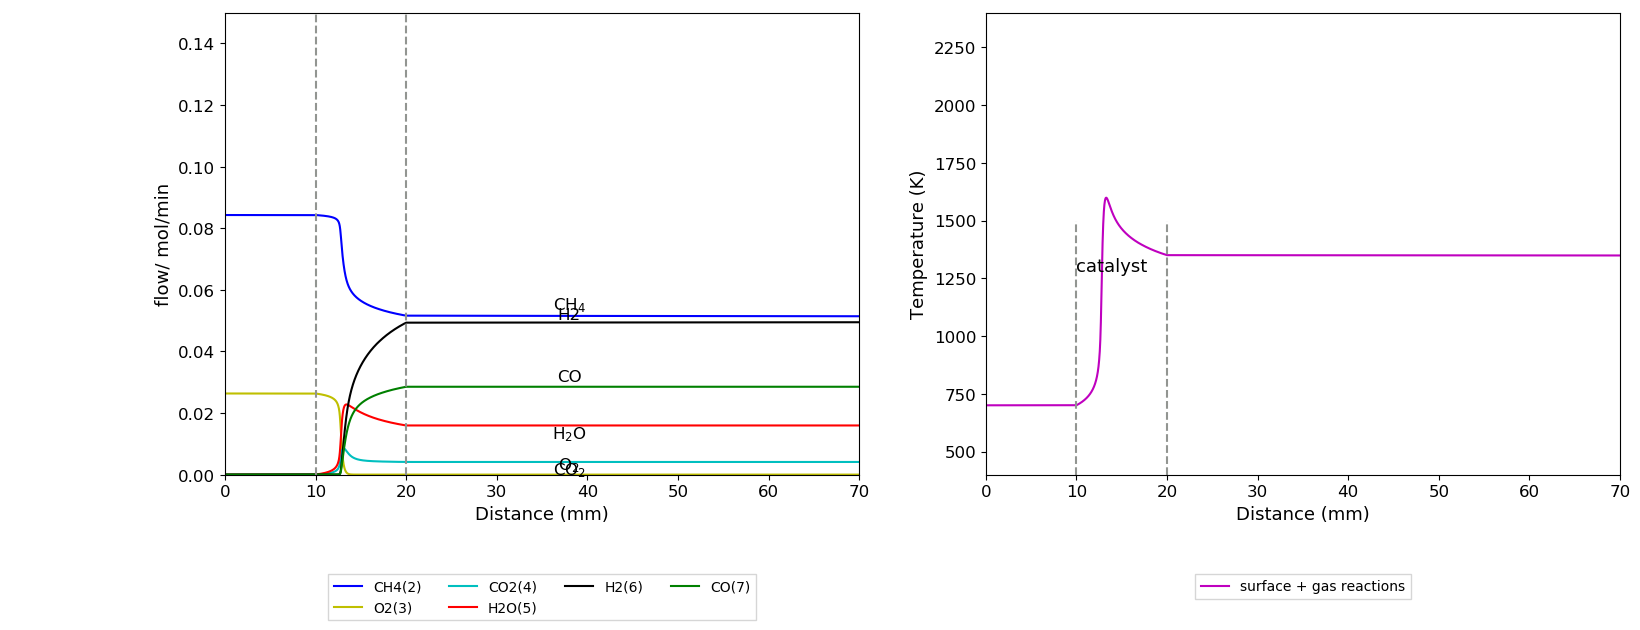 0.14
0.12
0.10
0.08
0.06
0.04
0.02
0.00
flow/ mol/min
CH₄
H2
CO
H₂O
O₂
CO₂
0 10 20 30 40 50 60 70
Distance (mm)
CH4(2) CO2(4) H2(6) CO(7)
O2(3) H2O(5)
2250
2000
1750
1500
1250
1000
750
500
Temperature (K)
catalyst
0 10 20 30 40 50 60 70
Distance (mm)
surface + gas reactions